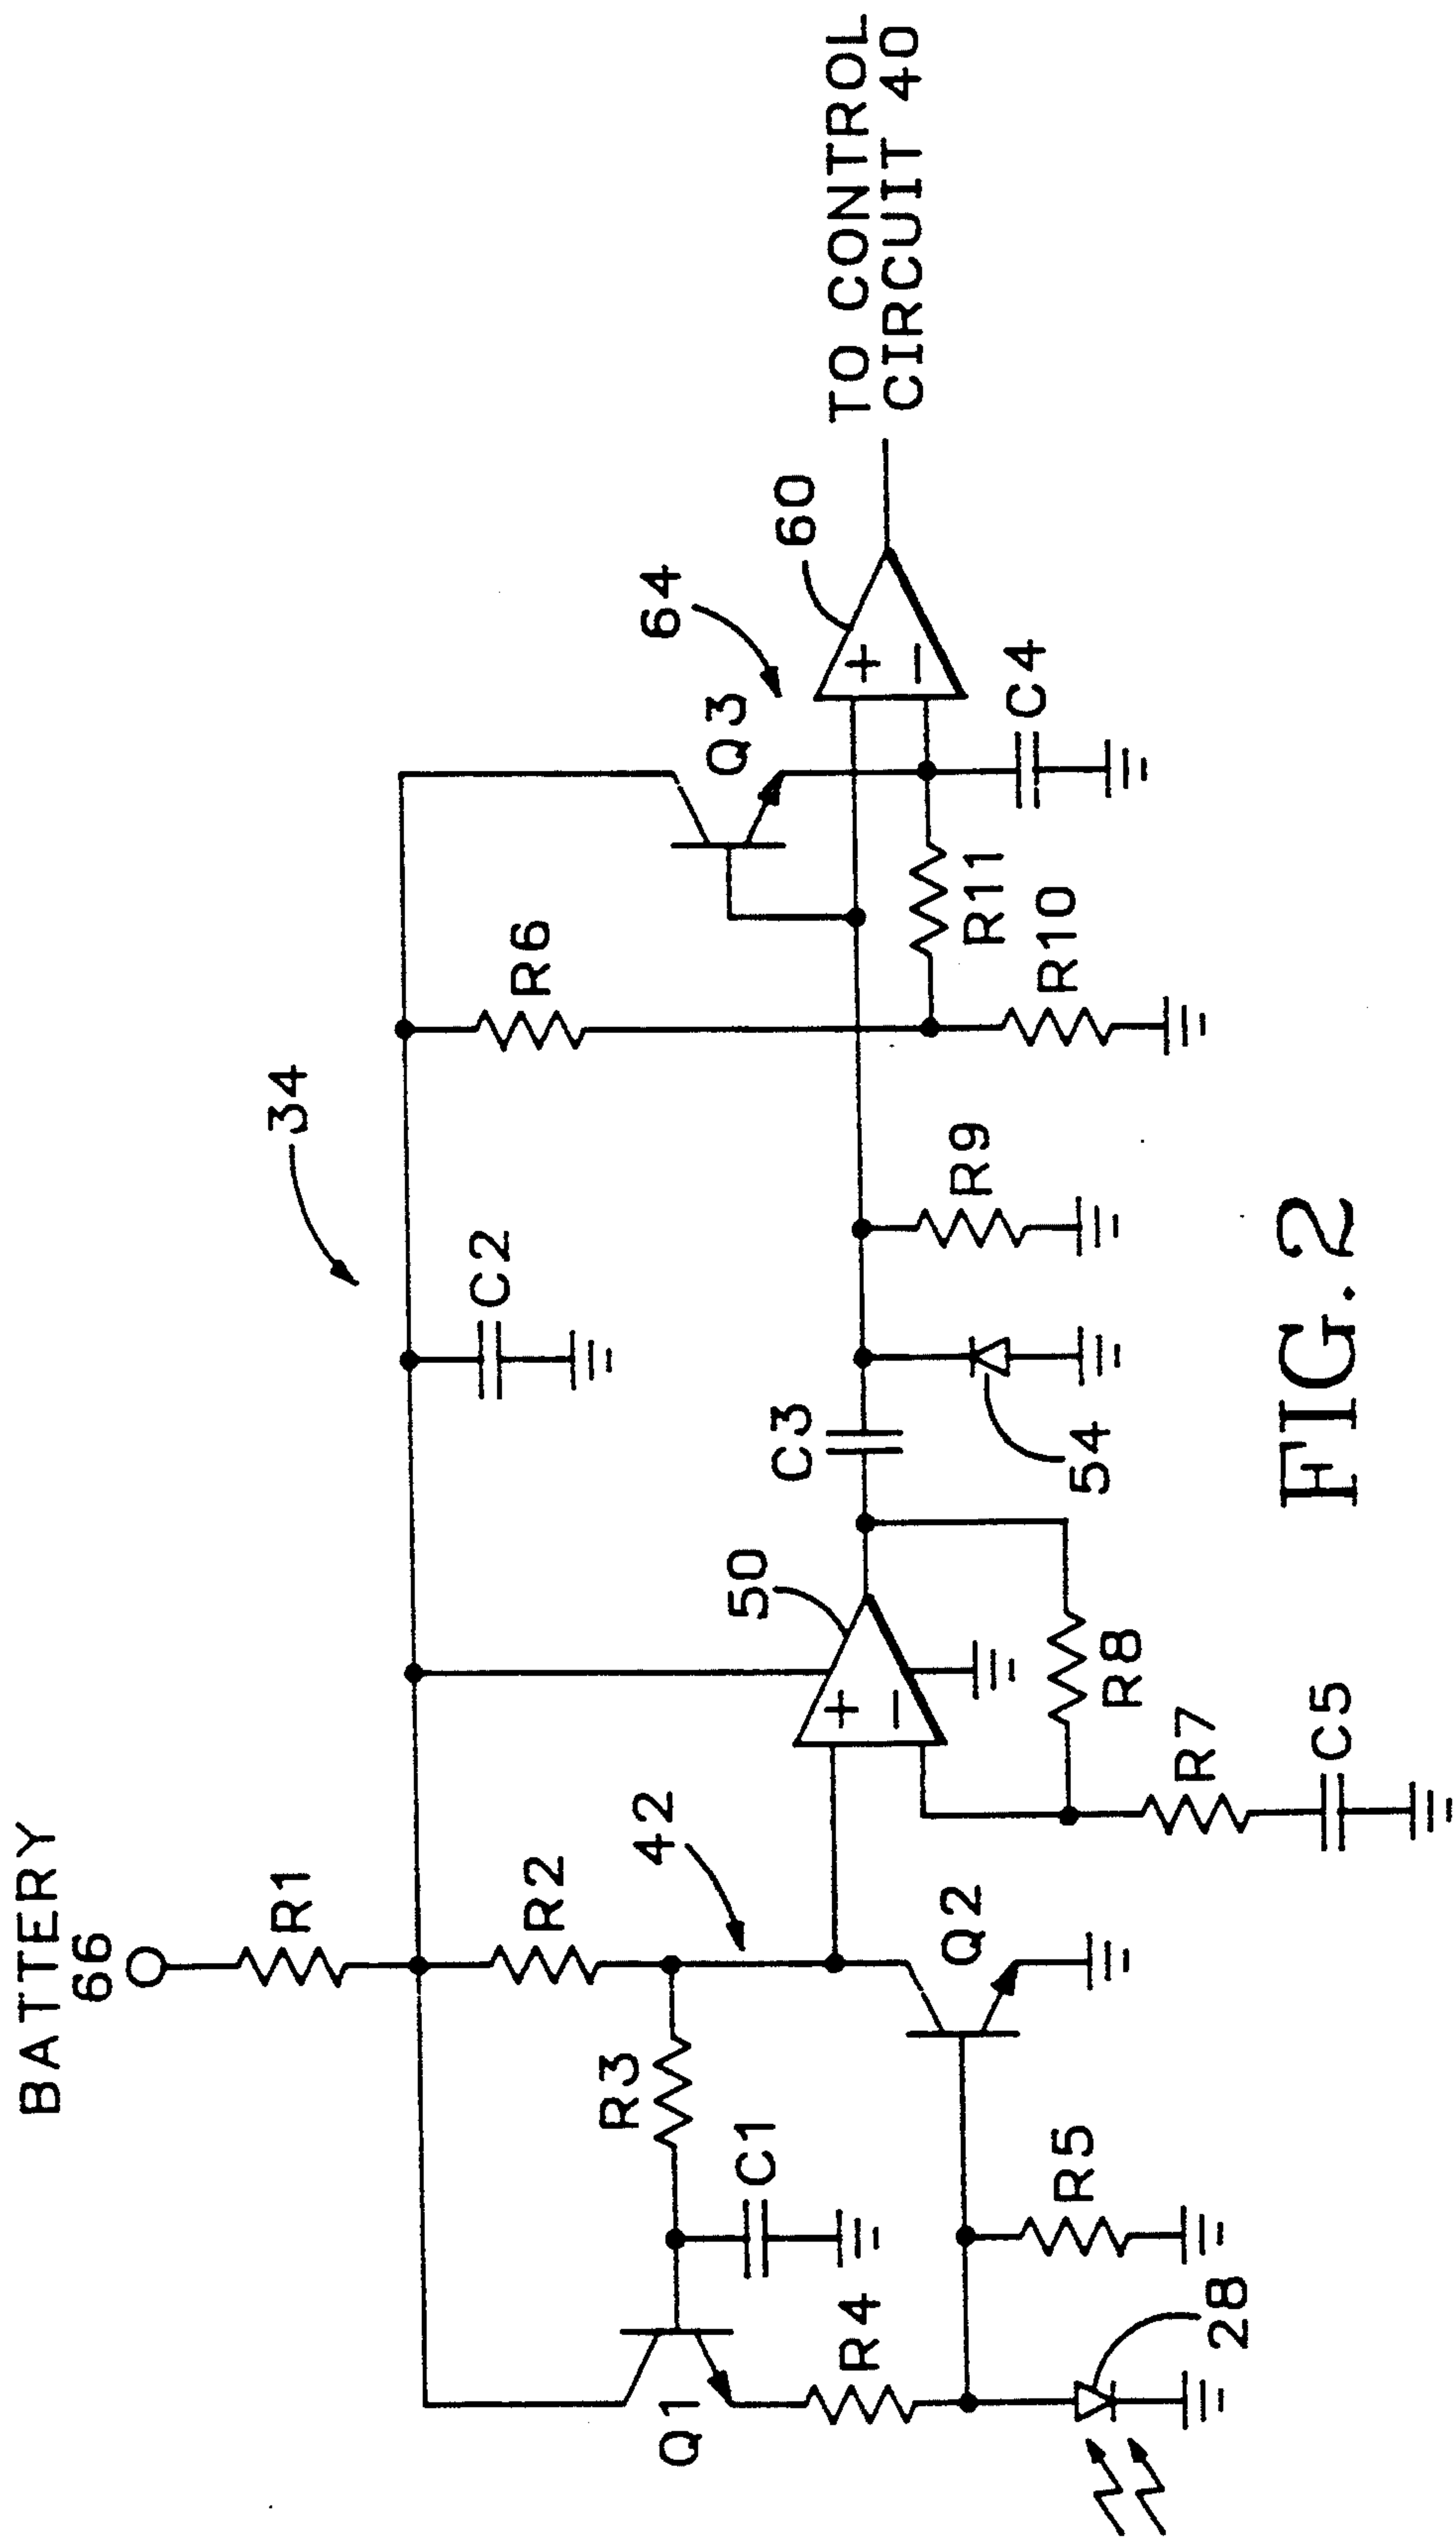 BATTERY
66
R1
34
R2
C2
R6
R3
42
50
C3
Q3
64
60
Q1
C1
TO CONTROL
CIRCUIT 40
+
−
+
−
R4
Q2
R8
54
R9
R11
R10
C4
R5
R7
28
C5
FIG. 2